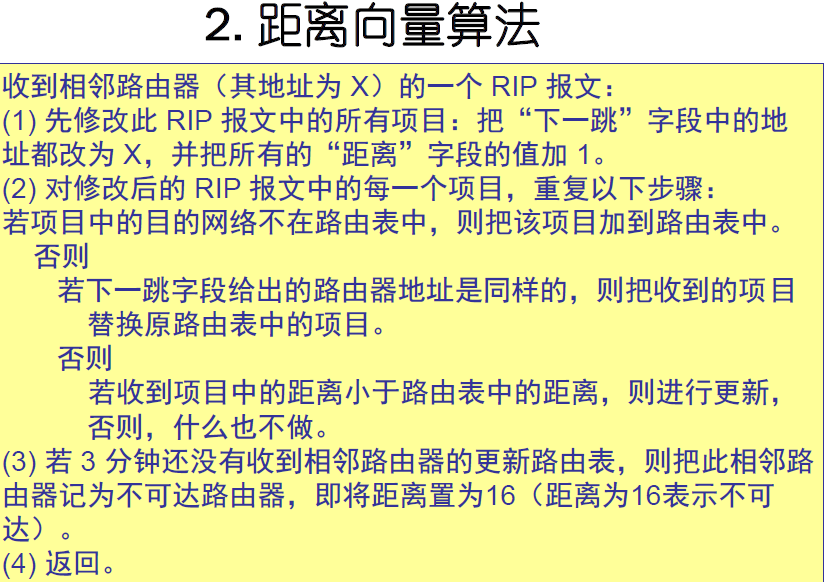 2. 距离向量算法
收到相邻路由器（其地址为 X）的一个 RIP 报文：
(1) 先修改此 RIP 报文中的所有项目：把“下一跳”字段中的地
址都改为 X，并把所有的“距离”字段的值加 1。
(2) 对修改后的 RIP 报文中的每一个项目，重复以下步骤：
若项目中的目的网络不在路由表中，则把该项目加到路由表中。
否则
若下一跳字段给出的路由器地址是同样的，则把收到的项目
替换原路由表中的项目。
否则
若收到项目中的距离小于路由表中的距离，则进行更新，
否则，什么也不做。
(3) 若 3 分钟还没有收到相邻路由器的更新路由表，则把此相邻路
由器记为不可达路由器，即将距离置为16（距离为16表示不可
达）。
(4) 返回。